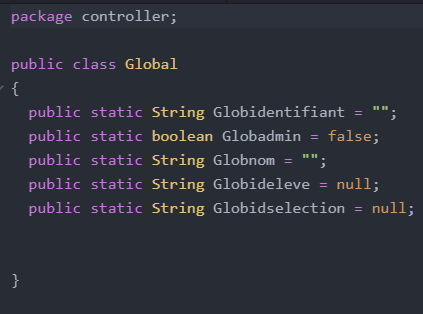 package controller;
public class Global
{
public static String Globidentifiant = "";
public static boolean Globadmin = false;
public static String Globnom = "";
public static String Globideleve = null;
public static String Globidselection = null;
}